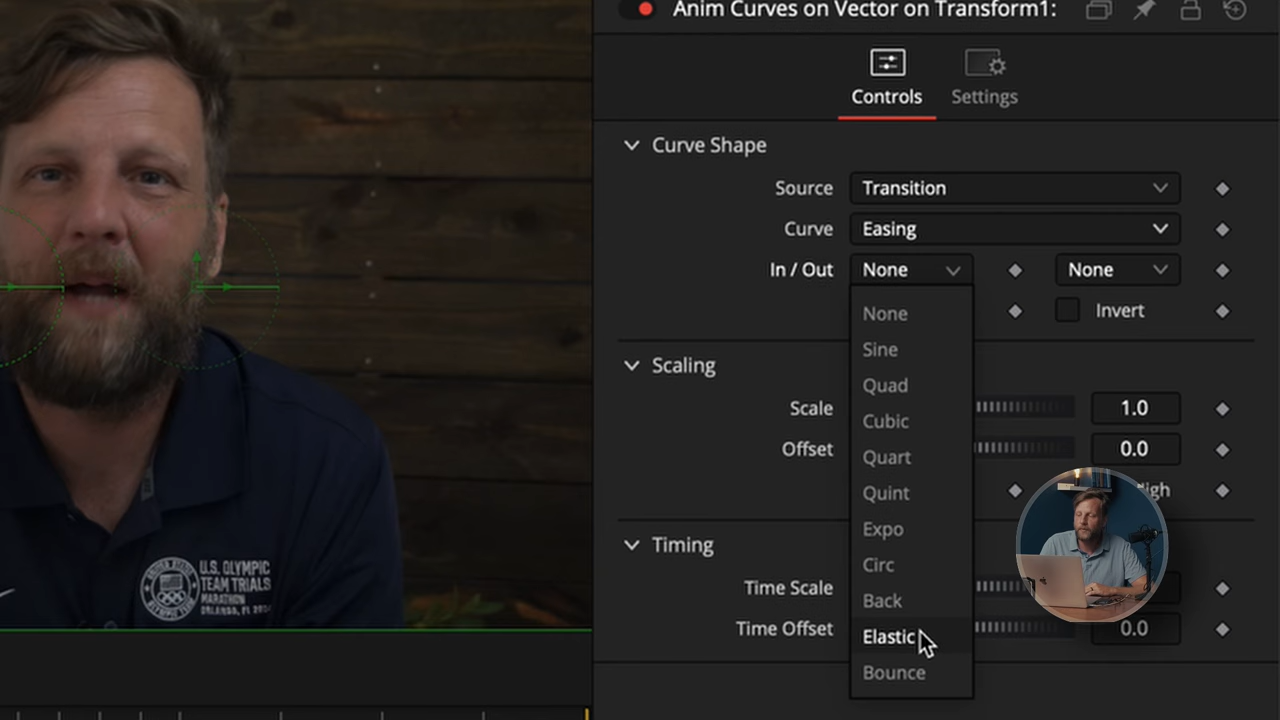 Anim Curves on Vector on Transform1:
Controls
Settings
Curve Shape
Source
Transition
Curve
Easing
In / Out
None
None
None
Invert
Sine
Scaling
Quad
Scale
Cubic
1.0
Offset
Quart
0.0
Quint
Expo
Timing
Circ
Time Scale
Back
Time Offset
Elastic
0.0
Bounce
U.S. OLYMPIC
TEAM TRIALS
MARATHON